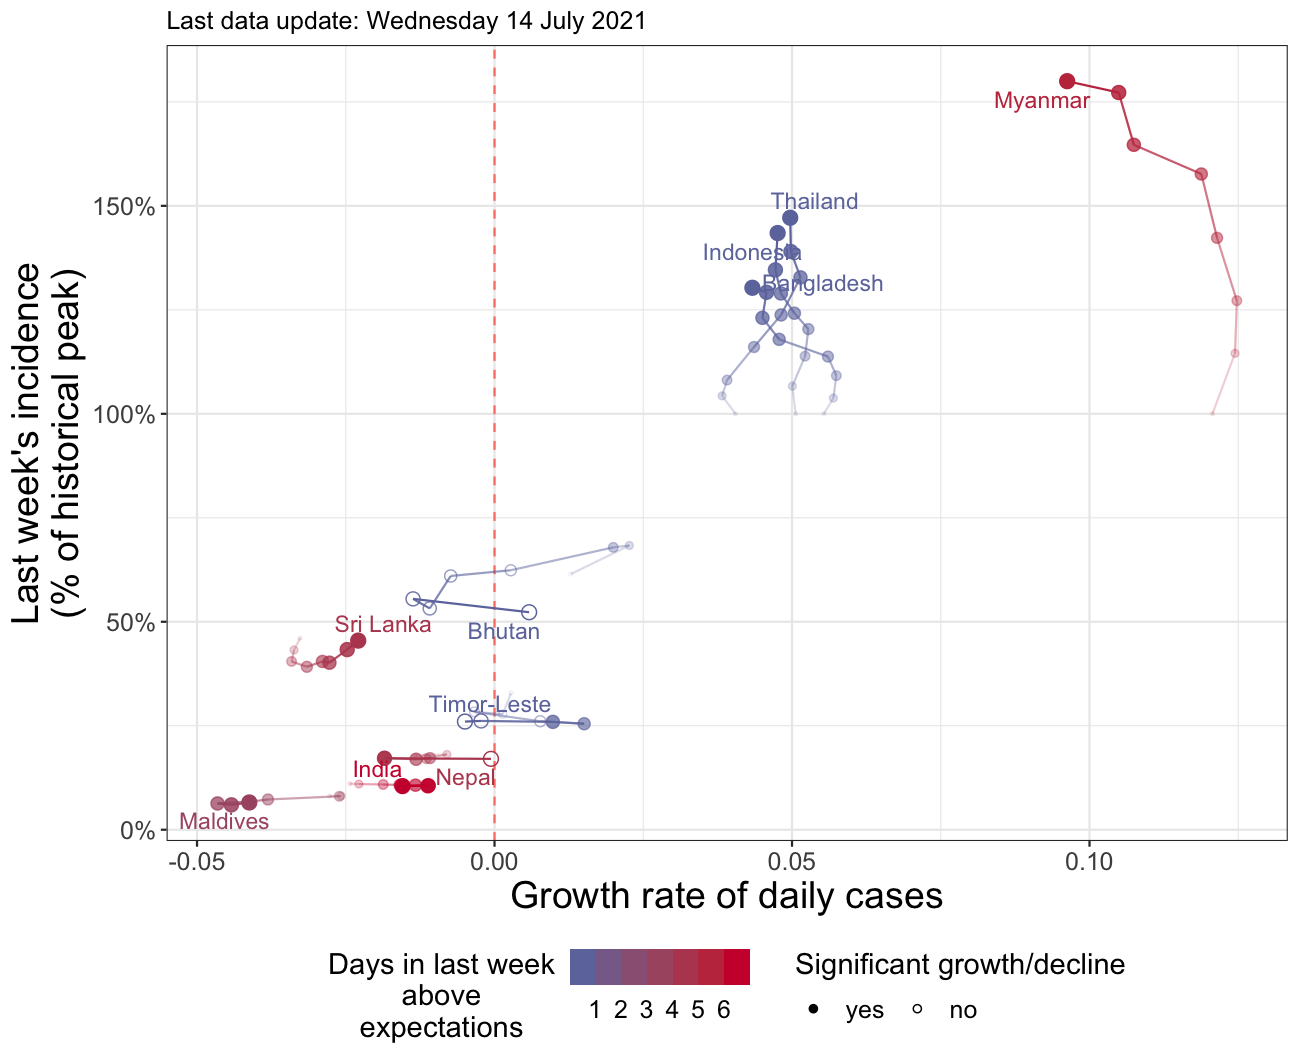 Last data update: Wednesday 14 July 2021
Last week's incidence
(% of historical peak)
150%
100%
50%
0%
Myanmar
Thailand
Indonesia
Bangladesh
Sri Lanka
Bhutan
Timor-Leste
India
Nepal
Maldives
-0.05
0.00
0.05
0.10
Growth rate of daily cases
Days in last week
above
expectations
1 2 3 4 5 6
Significant growth/decline
yes
no